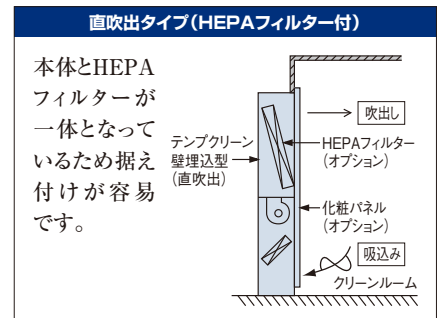 直吹出タイプ(HEPAフィルター付)
本体とHEPA
フィルターが
一体となって
いるため据え
付けが容易
です。
吹出し
テンプクリーン
壁埋込型
(直吹出)
HEPAフィルター
(オプション)
化粧パネル
(オプション)
吸込み
クリーンルーム